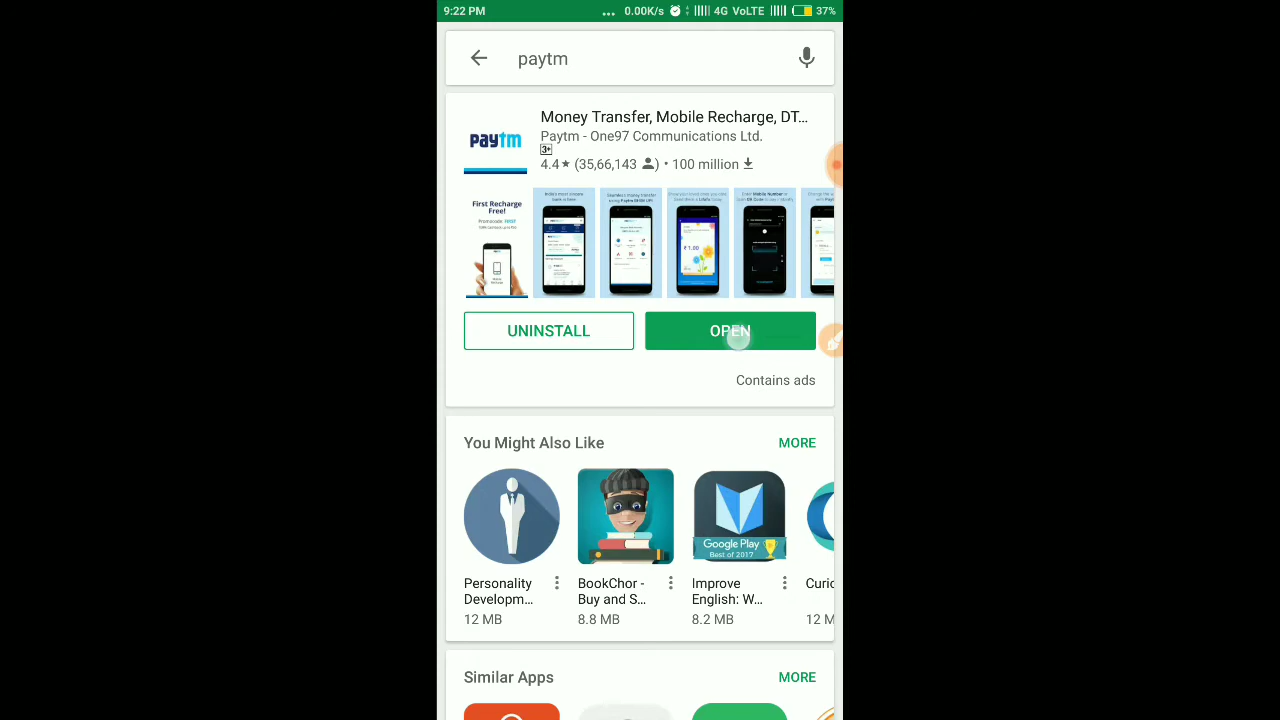 9:22 PM ... 0.00K/s 4G VoLTE 37%
paytm
paytm
Money Transfer, Mobile Recharge, DT...
Paytm - One97 Communications Ltd.
3+
4.4★ (35,66,143) • 100 million
First Recharge
Free!
Promocode: FIRST
UNINSTALL
OPEN
Contains ads
You Might Also Like
MORE
Google Play
Best of 2017
Personality
Developm...
12 MB
BookChor -
Buy and S...
8.8 MB
Improve
English: W...
8.2 MB
Curio
12 M
Similar Apps
MORE